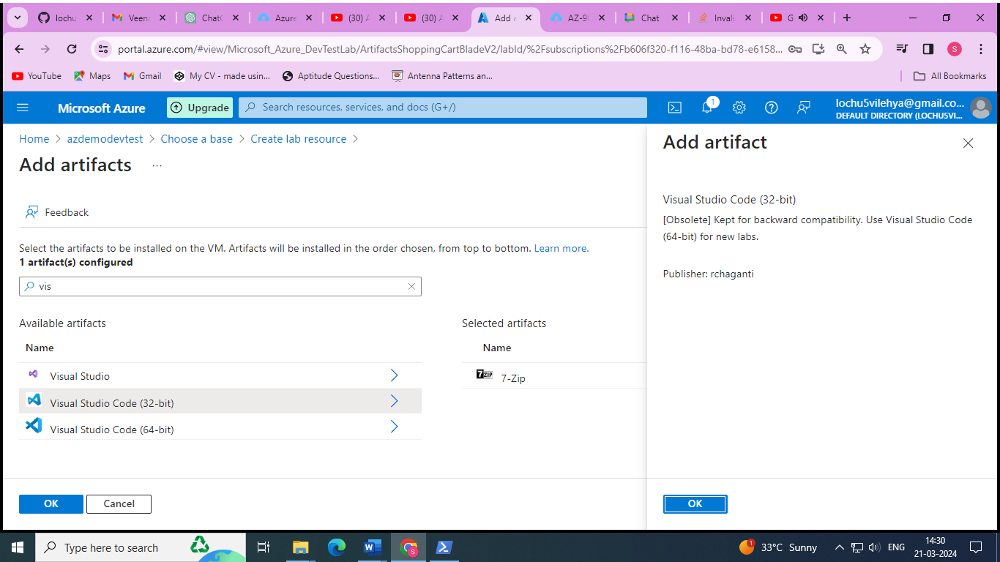 lochu
Veena
ChatG
Azure
(30) A
(30) A
Add a
AZ-90
Chat
Invali
G
portal.azure.com/#view/Microsoft_Azure_DevTestLab/ArtifactsShoppingCartBladeV2/labId/%2Fsubscriptions%2Fb606f320-f116-48ba-bd78-e6158...
S
YouTube
Maps
Gmail
My CV - made usin...
Aptitude Questions...
Antenna Patterns an...
All Bookmarks
Microsoft Azure
Upgrade
Search resources, services, and docs (G+/)
1
lochu5vilehya@gmail.co...
DEFAULT DIRECTORY (LOCHU5VI...
Home > azdemodevtest > Choose a base > Create lab resource >
Add artifacts ...
Feedback
Select the artifacts to be installed on the VM. Artifacts will be installed in the order chosen, from top to bottom. Learn more.
1 artifact(s) configured
vis
Available artifacts
Name
Visual Studio
Visual Studio Code (32-bit)
Visual Studio Code (64-bit)
Selected artifacts
Name
7ZIP
7-Zip
OK
Cancel
Add artifact
Visual Studio Code (32-bit)
[Obsolete] Kept for backward compatibility. Use Visual Studio Code
(64-bit) for new labs.
Publisher: rchaganti
OK
Type here to search
W
S
1
33°C Sunny
ENG
14:30
21-03-2024